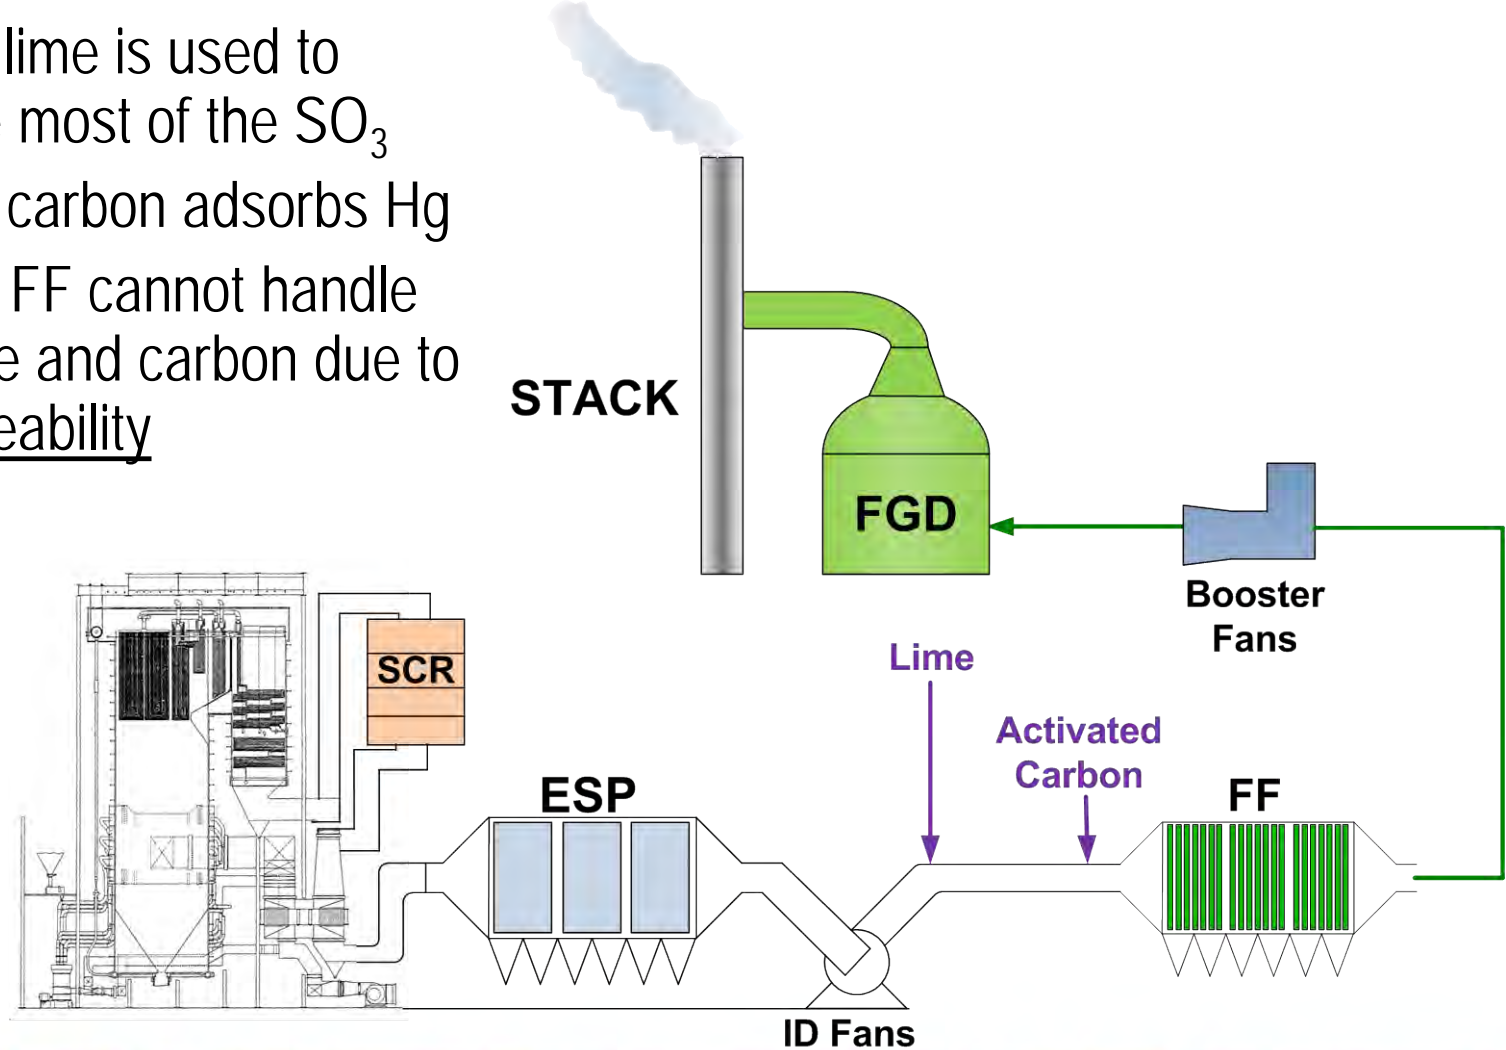 lime is used to
most of the SO₃
carbon adsorbs Hg
FF cannot handle
and carbon due to
eability
STACK
FGD
Booster
Fans
Lime
SCR
Activated
Carbon
ESP
FF
ID Fans